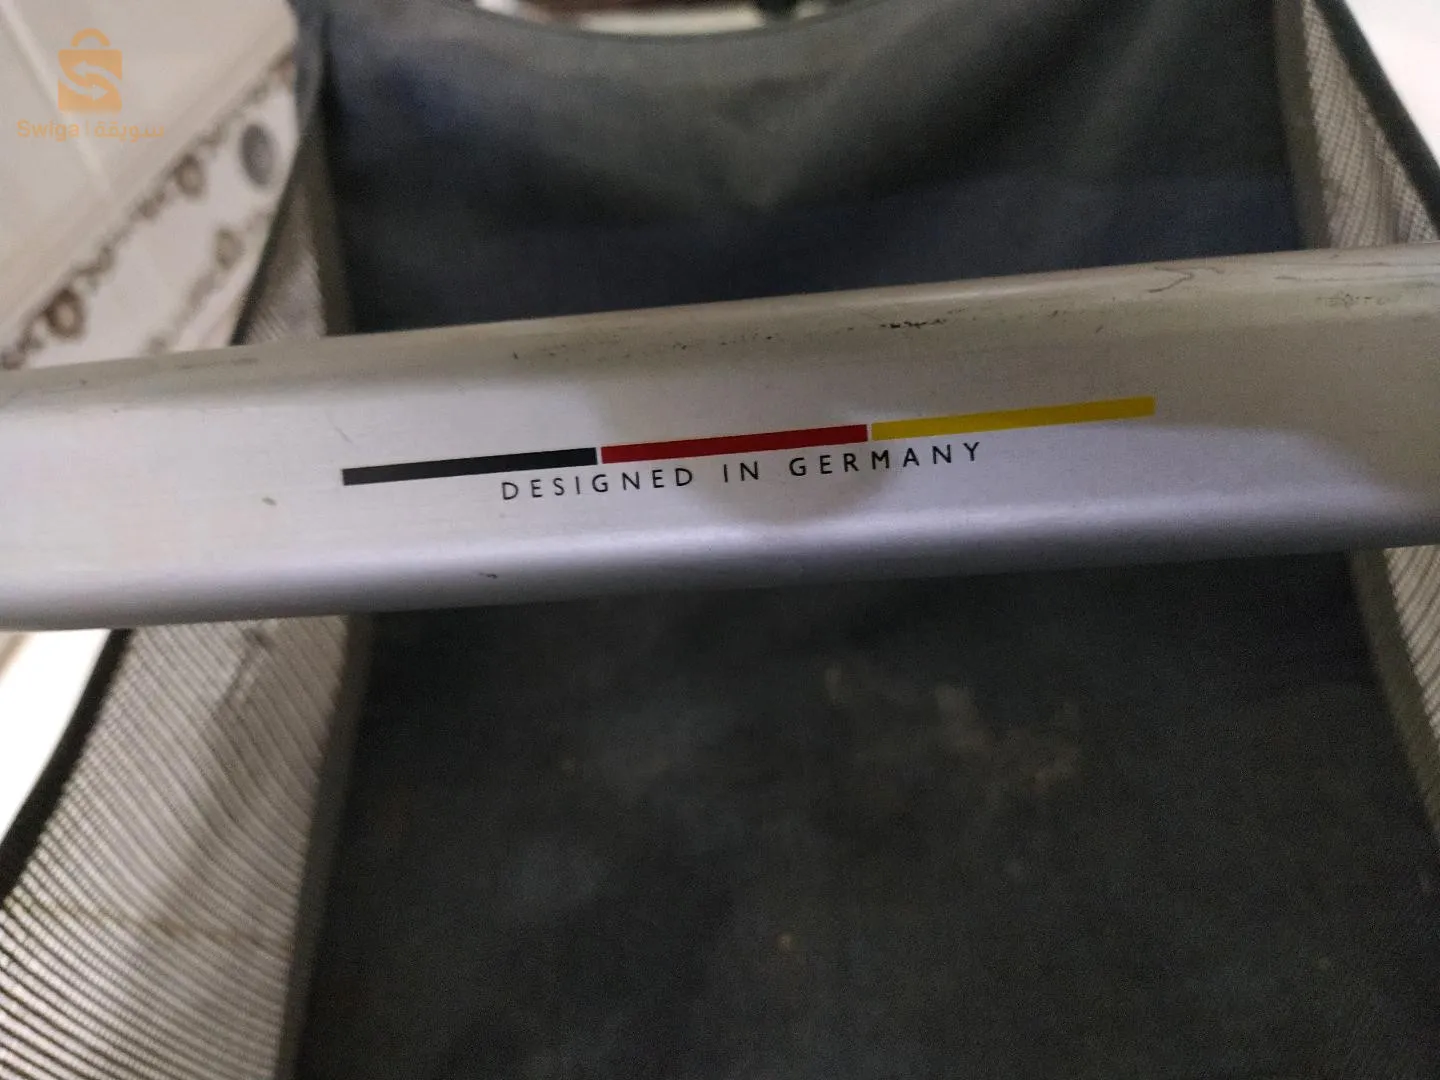 Swiga | سويقة
DESIGNED IN GERMANY